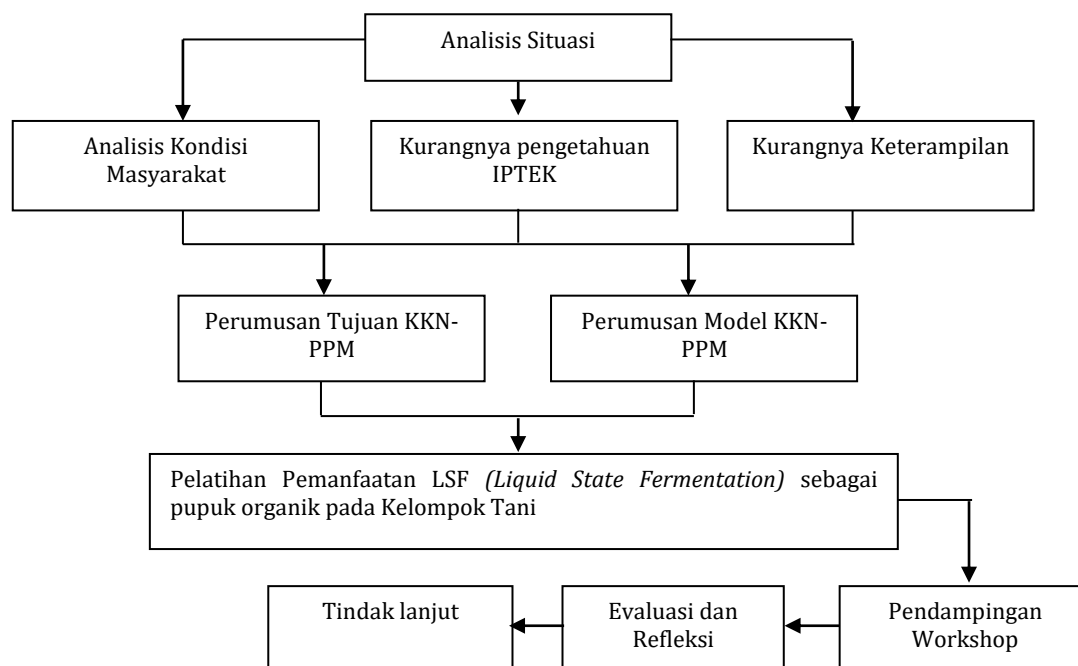 Analisis Situasi
Analisis Kondisi
Masyarakat
Kurangnya pengetahuan
IPTEK
Kurangnya Keterampilan
Perumusan Tujuan KKN-
PPM
Perumusan Model KKN-
PPM
Pelatihan Pemanfaatan LSF (Liquid State Fermentation) sebagai
pupuk organik pada Kelompok Tani
Tindak lanjut
Evaluasi dan
Refleksi
Pendampingan
Workshop